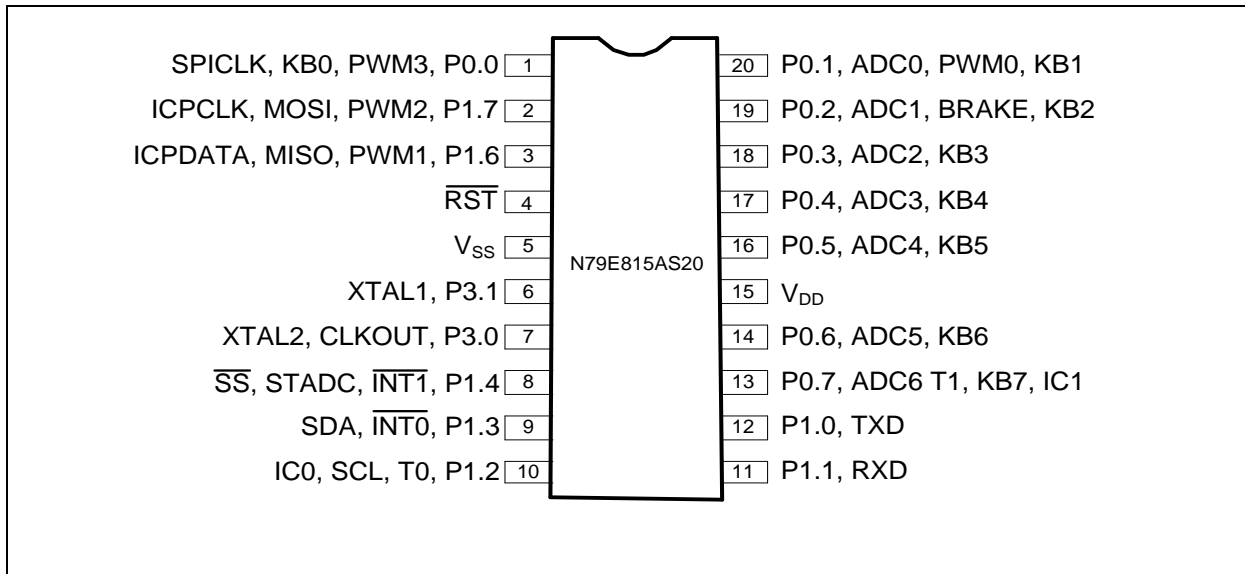 SPICLK, KB0, PWM3, P0.0 1
ICPCLK, MOSI, PWM2, P1.7 2
ICPDATA, MISO, PWM1, P1.6 3
R̅S̅T̅ 4
VSS 5
XTAL1, P3.1 6
XTAL2, CLKOUT, P3.0 7
S̅S̅, STADC, I̅N̅T̅1̅, P1.4 8
SDA, I̅N̅T̅0̅, P1.3 9
IC0, SCL, T0, P1.2 10
N79E815AS20
20 P0.1, ADC0, PWM0, KB1
19 P0.2, ADC1, BRAKE, KB2
18 P0.3, ADC2, KB3
17 P0.4, ADC3, KB4
16 P0.5, ADC4, KB5
15 VDD
14 P0.6, ADC5, KB6
13 P0.7, ADC6 T1, KB7, IC1
12 P1.0, TXD
11 P1.1, RXD